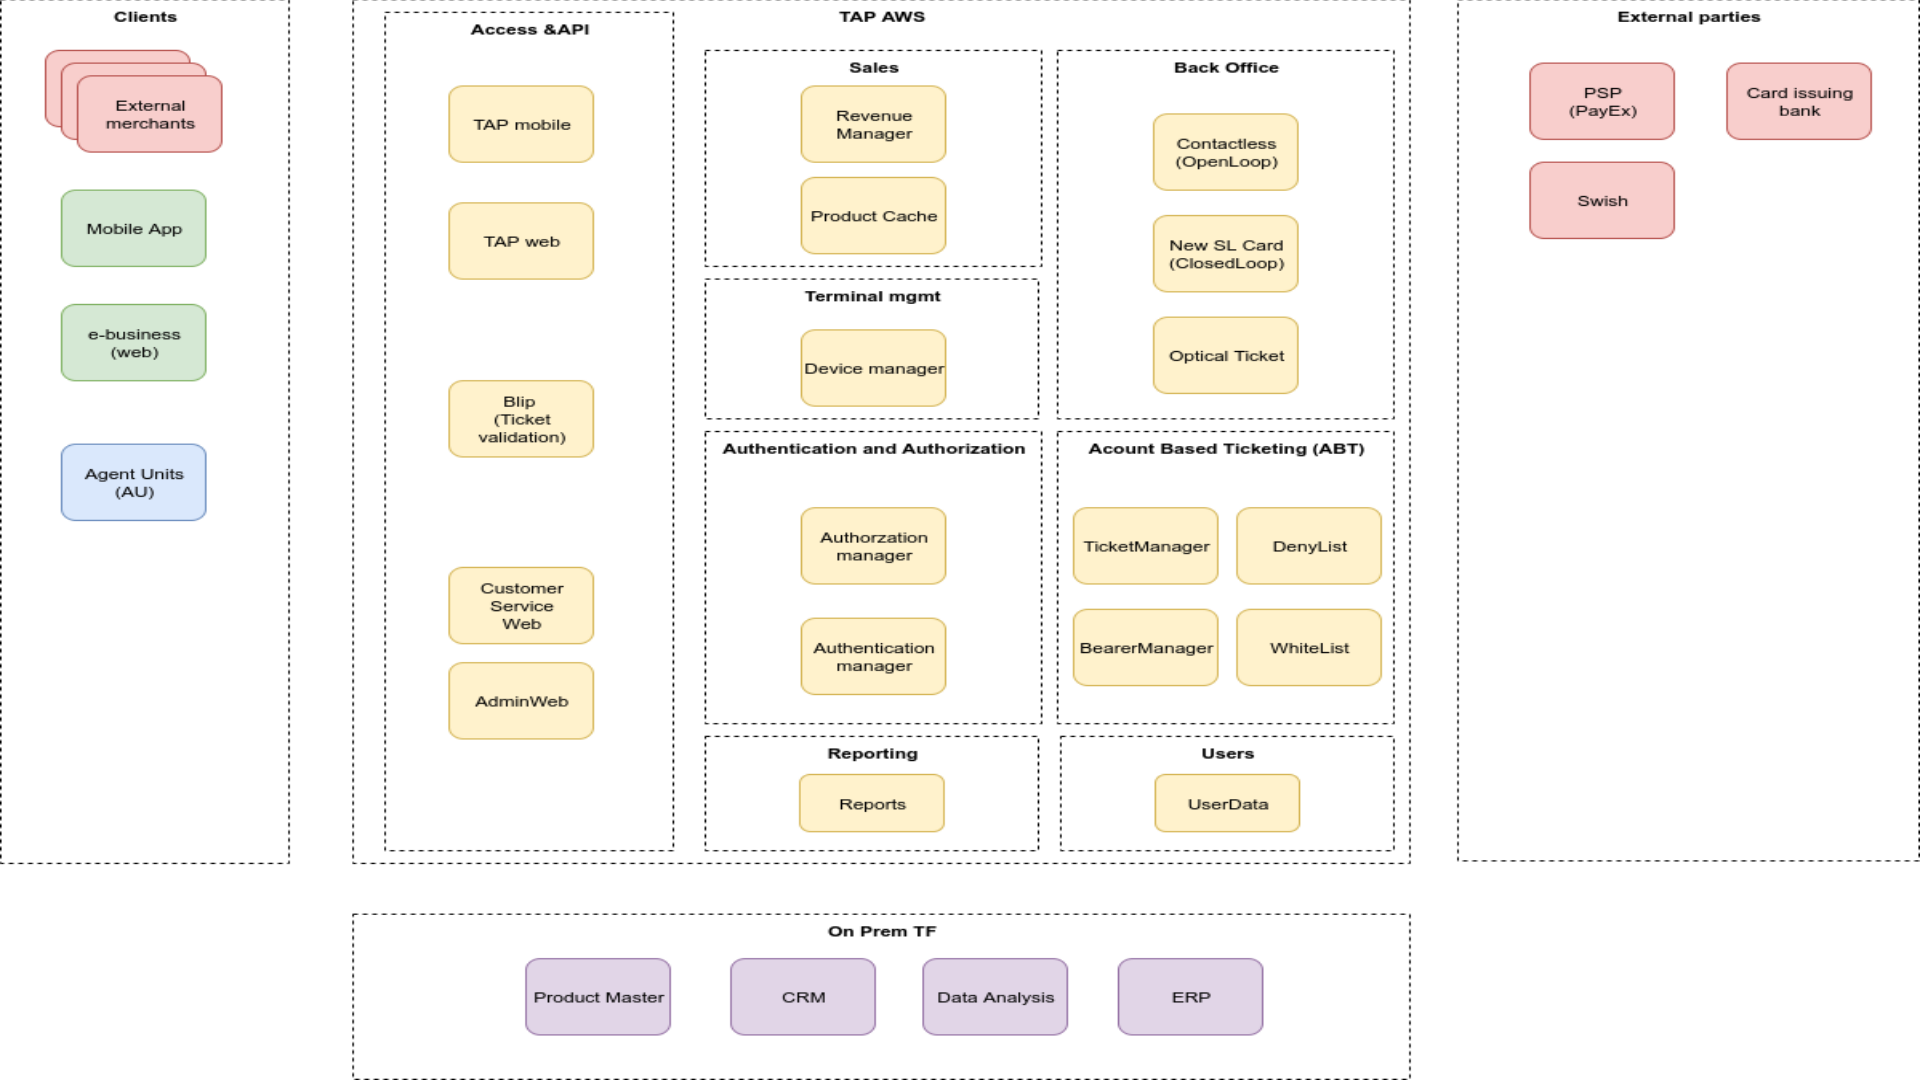 Clients
External
merchants
Mobile App
e-business
(web)
Agent Units
(AU)
TAP AWS
Access &API
TAP mobile
TAP web
Blip
(Ticket
validation)
Customer
Service
Web
AdminWeb
Sales
Revenue
Manager
Product Cache
Terminal mgmt
Device manager
Authentication and Authorization
Authorzation
manager
Authentication
manager
Reporting
Reports
Back Office
Contactless
(OpenLoop)
New SL Card
(ClosedLoop)
Optical Ticket
Acount Based Ticketing (ABT)
TicketManager
DenyList
BearerManager
WhiteList
Users
UserData
External parties
PSP
(PayEx)
Card issuing
bank
Swish
On Prem TF
Product Master
CRM
Data Analysis
ERP